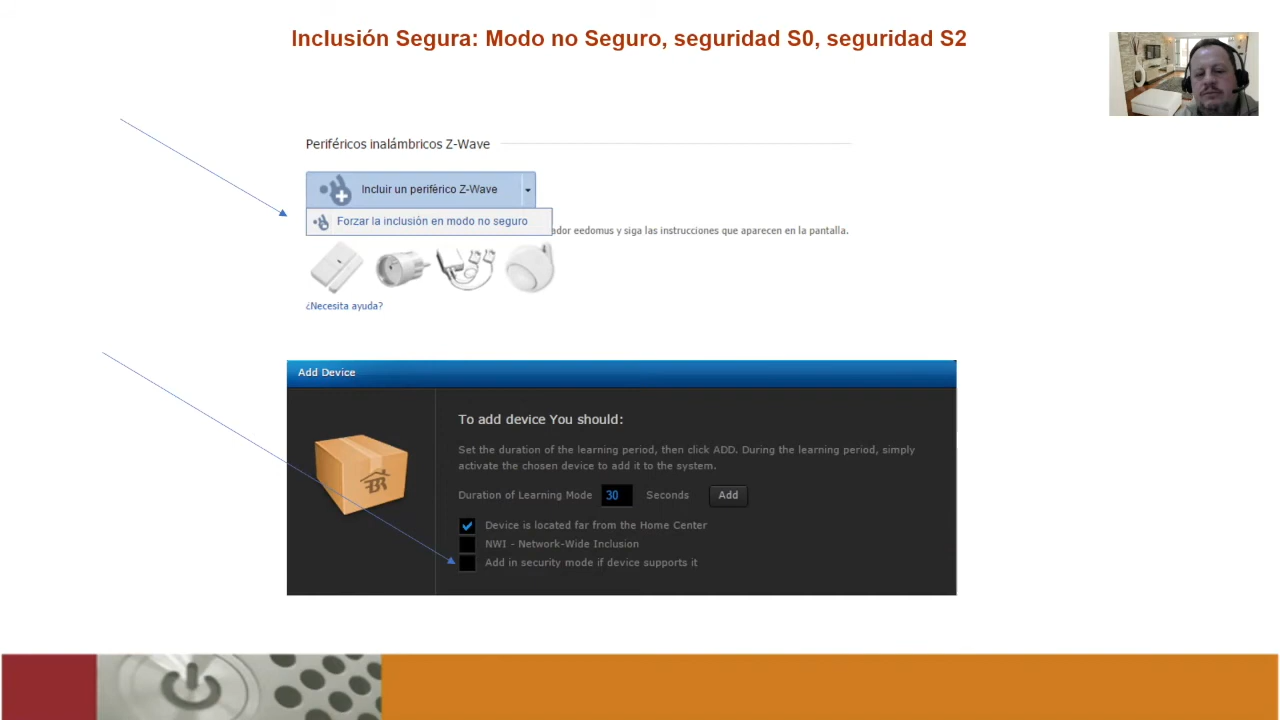 Inclusión Segura: Modo no Seguro, seguridad S0, seguridad S2
Periféricos inalámbricos Z-Wave
Incluir un periférico Z-Wave
Forzar la inclusión en modo no seguro
ador eedomus y siga las instrucciones que aparecen en la pantalla.
¿Necesita ayuda?
Add Device
To add device You should:
Set the duration of the learning period, then click ADD. During the learning period, simply
activate the chosen device to add it to the system.
Duration of Learning Mode 30 Seconds Add
Device is located far from the Home Center
NWI - Network-Wide Inclusion
Add in security mode if device supports it